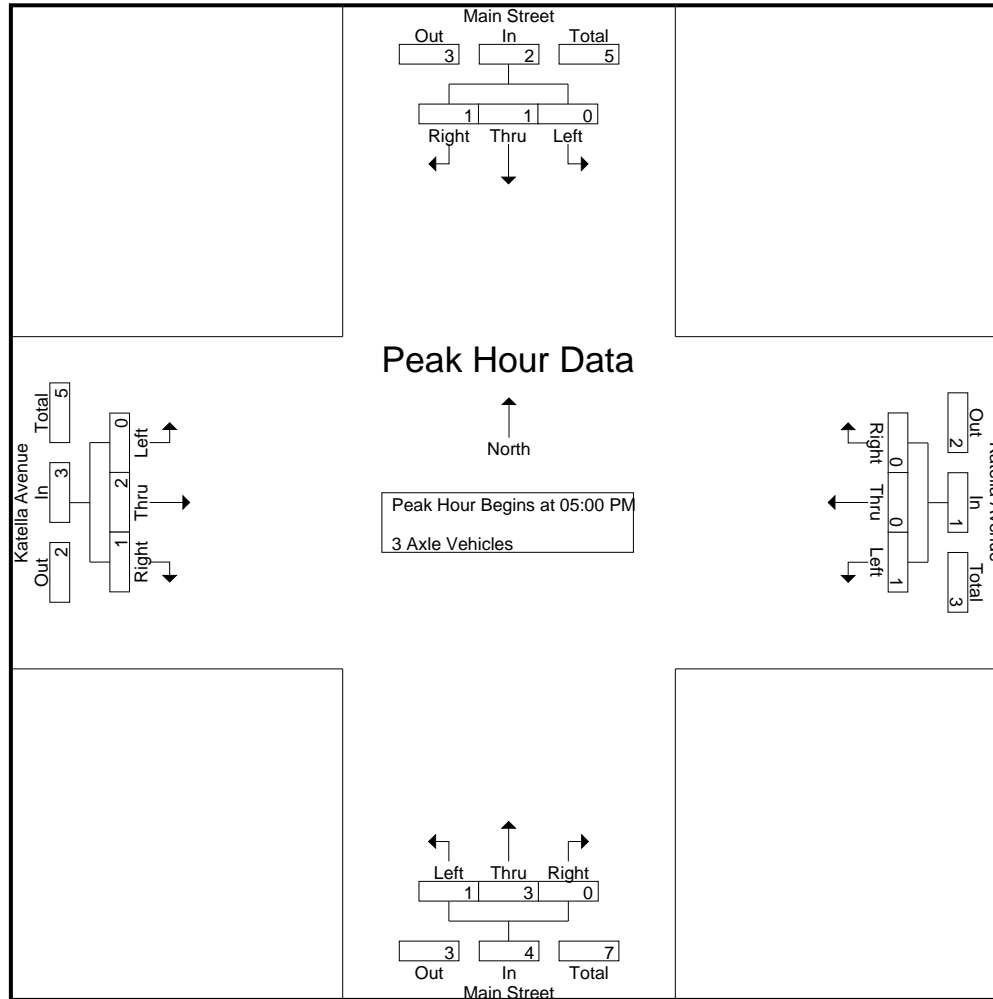 Main Street
Out In Total
3 2 5
1 1 0
Right Thru Left
Peak Hour Data
North
Peak Hour Begins at 05:00 PM
3 Axle Vehicles
Katella Avenue
Total In Out
5 3 2
0 2 1
Left Thru Right
Out In Total
2 1 3
0 0 1
Right Thru Left
Left Thru Right
1 3 0
3 4 7
Out In Total
Main Street